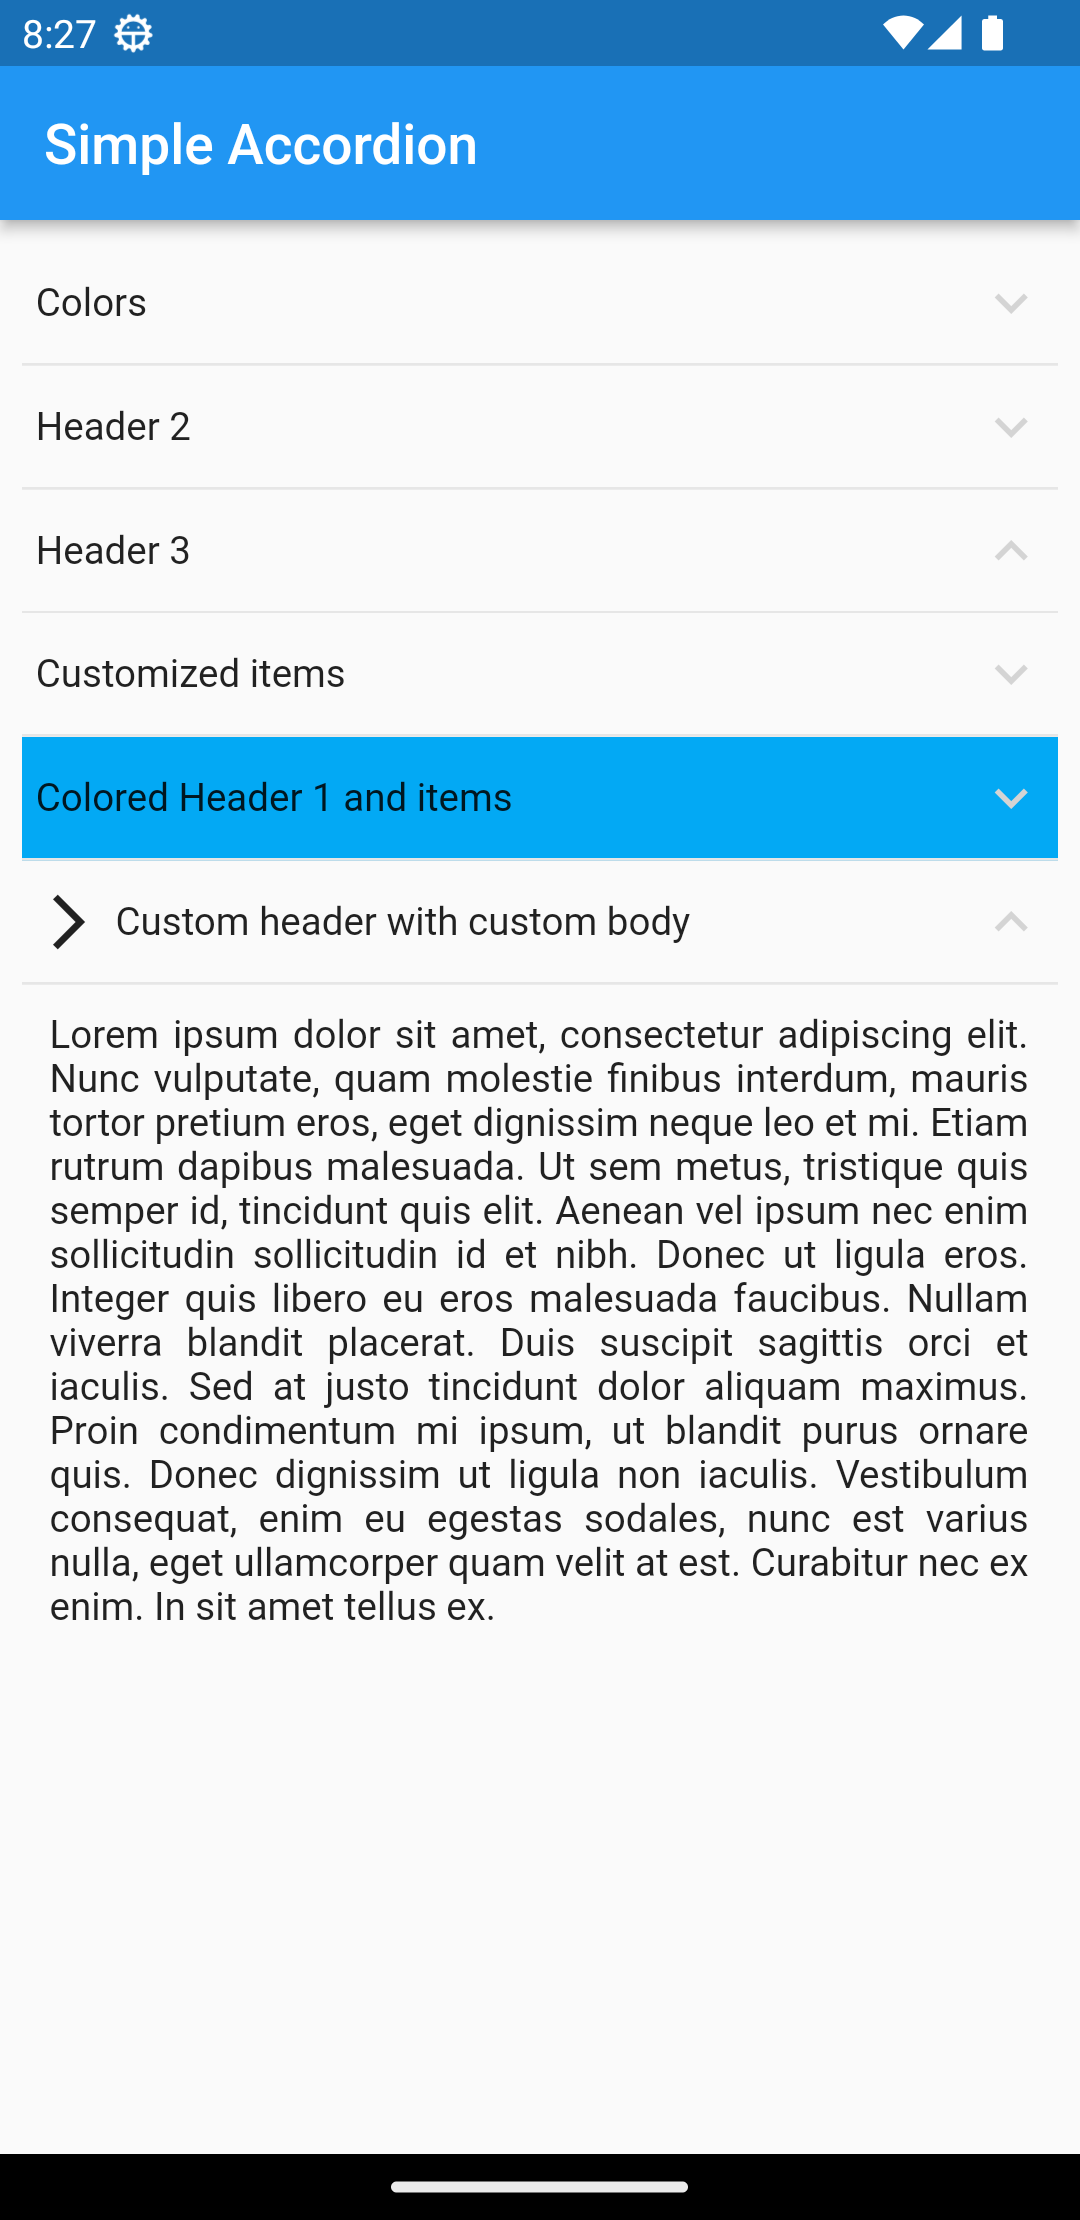 8:27
Simple Accordion
Colors
Header 2
Header 3
Customized items
Colored Header 1 and items
Custom header with custom body
Lorem ipsum dolor sit amet, consectetur adipiscing elit.
Nunc vulputate, quam molestie finibus interdum, mauris
tortor pretium eros, eget dignissim neque leo et mi. Etiam
rutrum dapibus malesuada. Ut sem metus, tristique quis
semper id, tincidunt quis elit. Aenean vel ipsum nec enim
sollicitudin sollicitudin id et nibh. Donec ut ligula eros.
Integer quis libero eu eros malesuada faucibus. Nullam
viverra blandit placerat. Duis suscipit sagittis orci et
iaculis. Sed at justo tincidunt dolor aliquam maximus.
Proin condimentum mi ipsum, ut blandit purus ornare
quis. Donec dignissim ut ligula non iaculis. Vestibulum
consequat, enim eu egestas sodales, nunc est varius
nulla, eget ullamcorper quam velit at est. Curabitur nec ex
enim. In sit amet tellus ex.